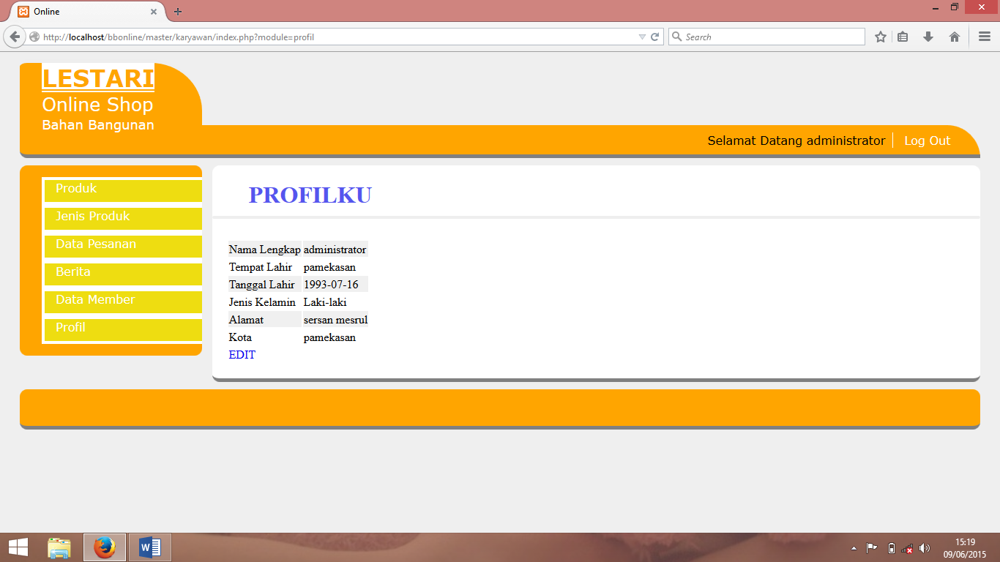 Online
http://localhost/bbonline/master/karyawan/index.php?module=profil
Search
LESTARI
Online Shop
Bahan Bangunan
Selamat Datang administrator
Log Out
Produk
Jenis Produk
Data Pesanan
Berita
Data Member
Profil
PROFILKU
Nama Lengkap administrator
Tempat Lahir pamekasan
Tanggal Lahir 1993-07-16
Jenis Kelamin Laki-laki
Alamat sersan mesrul
Kota pamekasan
EDIT
15:19
09/06/2015